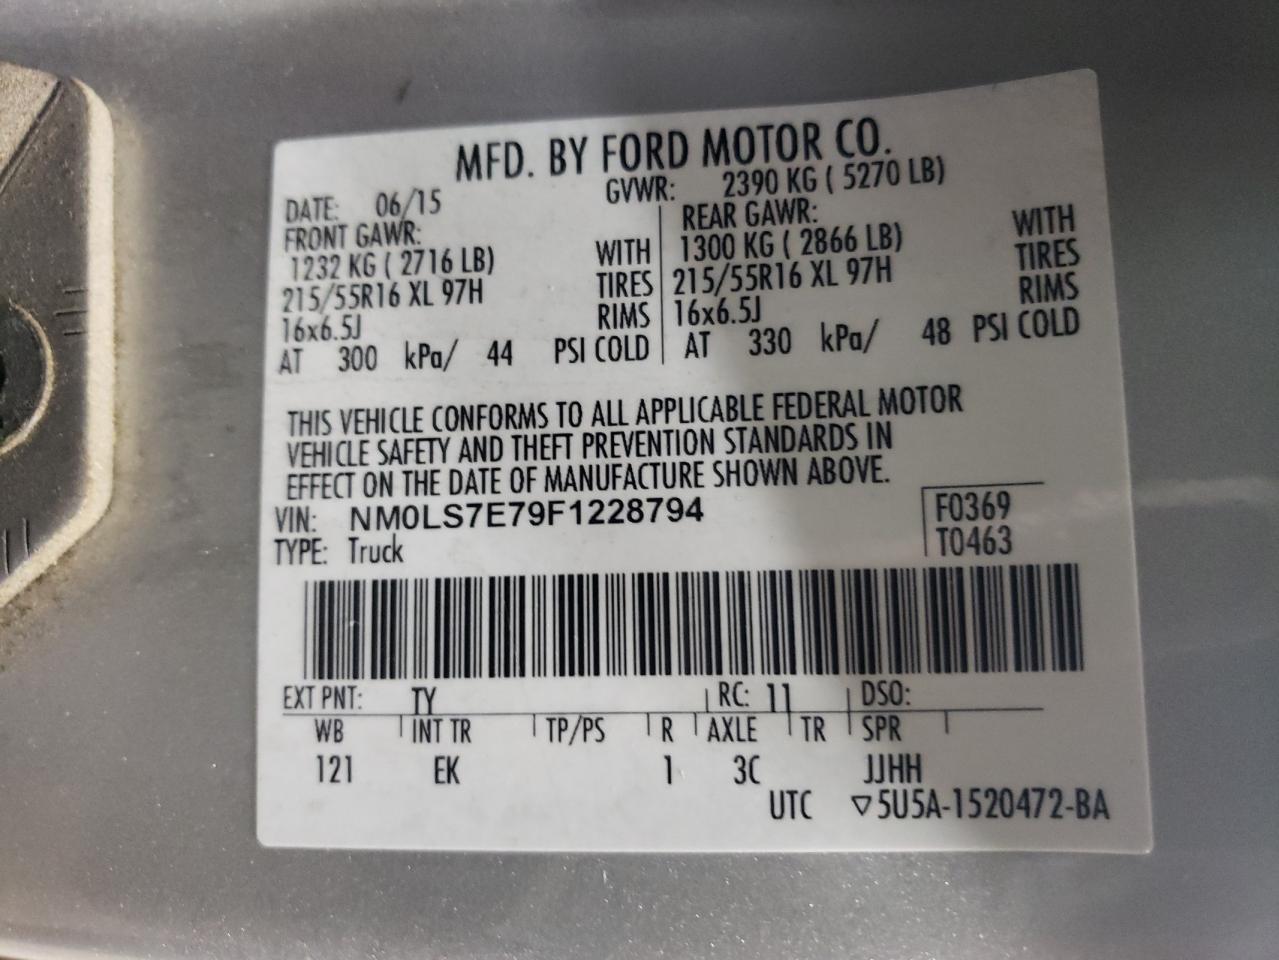 MFD. BY FORD MOTOR CO.
DATE: 06/15 GVWR: 2390 KG ( 5270 LB)
FRONT GAWR: REAR GAWR:
1232 KG ( 2716 LB) WITH 1300 KG ( 2866 LB) WITH
215/55R16 XL 97H TIRES 215/55R16 XL 97H TIRES
16x6.5J RIMS 16x6.5J RIMS
AT 300 kPa/ 44 PSI COLD AT 330 kPa/ 48 PSI COLD
THIS VEHICLE CONFORMS TO ALL APPLICABLE FEDERAL MOTOR
VEHICLE SAFETY AND THEFT PREVENTION STANDARDS IN
EFFECT ON THE DATE OF MANUFACTURE SHOWN ABOVE.
VIN: NM0LS7E79F1228794 F0369
TYPE: Truck T0463
EXT PNT: TY RC: 11 DSO:
WB INT TR TP/PS R AXLE TR SPR
121 EK 1 3C JJHH
UTC ▽5U5A-1520472-BA